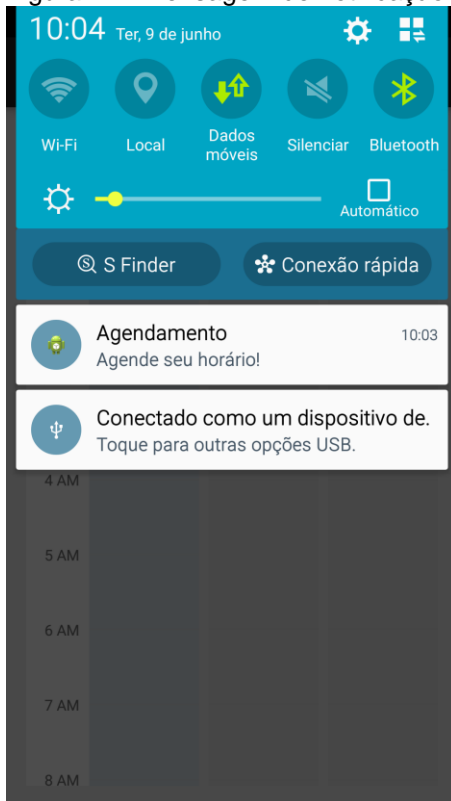 10:04 Ter, 9 de junho
Wi-Fi
Local
Dados
móveis
Silenciar
Bluetooth
Automático
S Finder
Conexão rápida
Agendamento
10:03
Agende seu horário!
Conectado como um dispositivo de.
Toque para outras opções USB.
4 AM
5 AM
6 AM
7 AM
8 AM